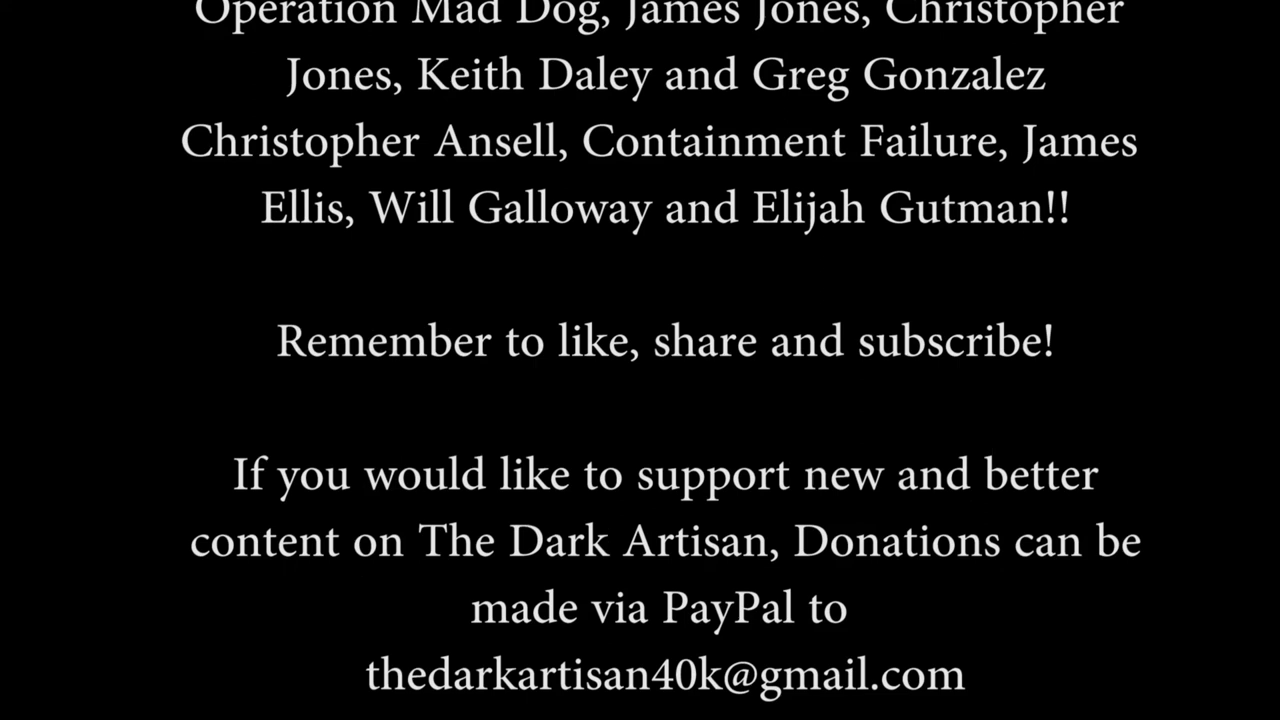 Operation Mad Dog, James Jones, Christopher
Jones, Keith Daley and Greg Gonzalez
Christopher Ansell, Containment Failure, James
Ellis, Will Galloway and Elijah Gutman!!
Remember to like, share and subscribe!
If you would like to support new and better
content on The Dark Artisan, Donations can be
made via PayPal to
thedarkartisan40k@gmail.com